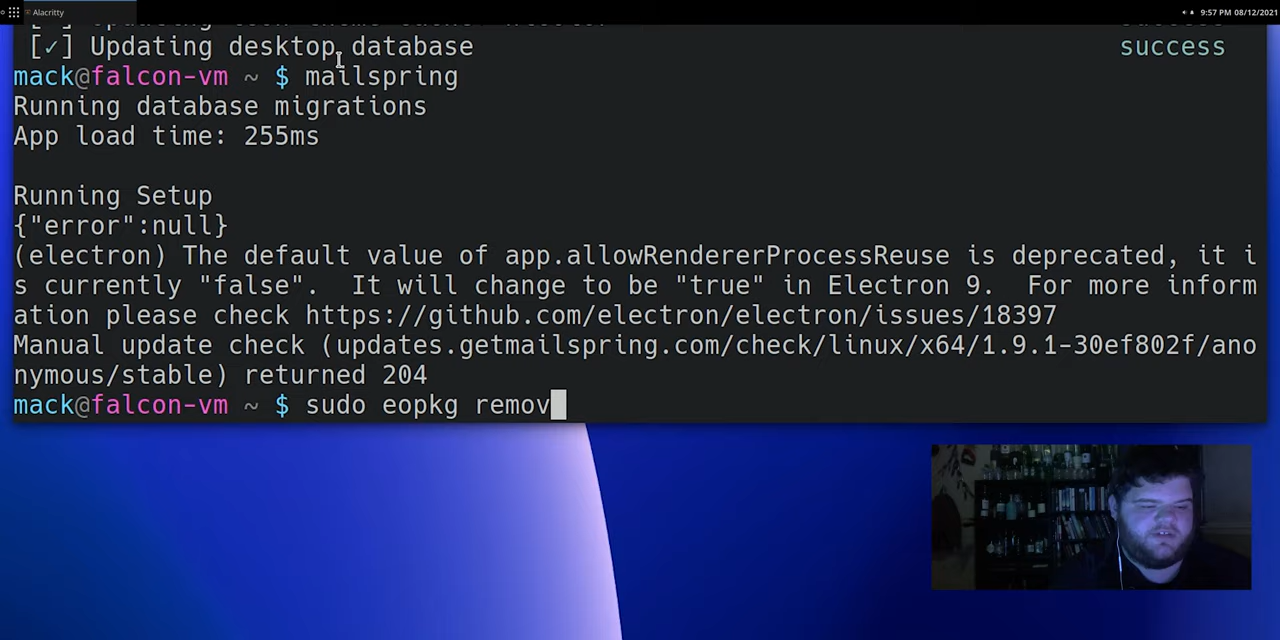 Alacritty
9:57 PM 08/12/2021
[✓] Updating desktop database success
mack@falcon-vm ~ $ mailspring
Running database migrations
App load time: 255ms
Running Setup
{"error":null}
(electron) The default value of app.allowRendererProcessReuse is deprecated, it i
s currently "false".  It will change to be "true" in Electron 9.  For more inform
ation please check https://github.com/electron/electron/issues/18397
Manual update check (updates.getmailspring.com/check/linux/x64/1.9.1-30ef802f/ano
nymous/stable) returned 204
mack@falcon-vm ~ $ sudo eopkg remov